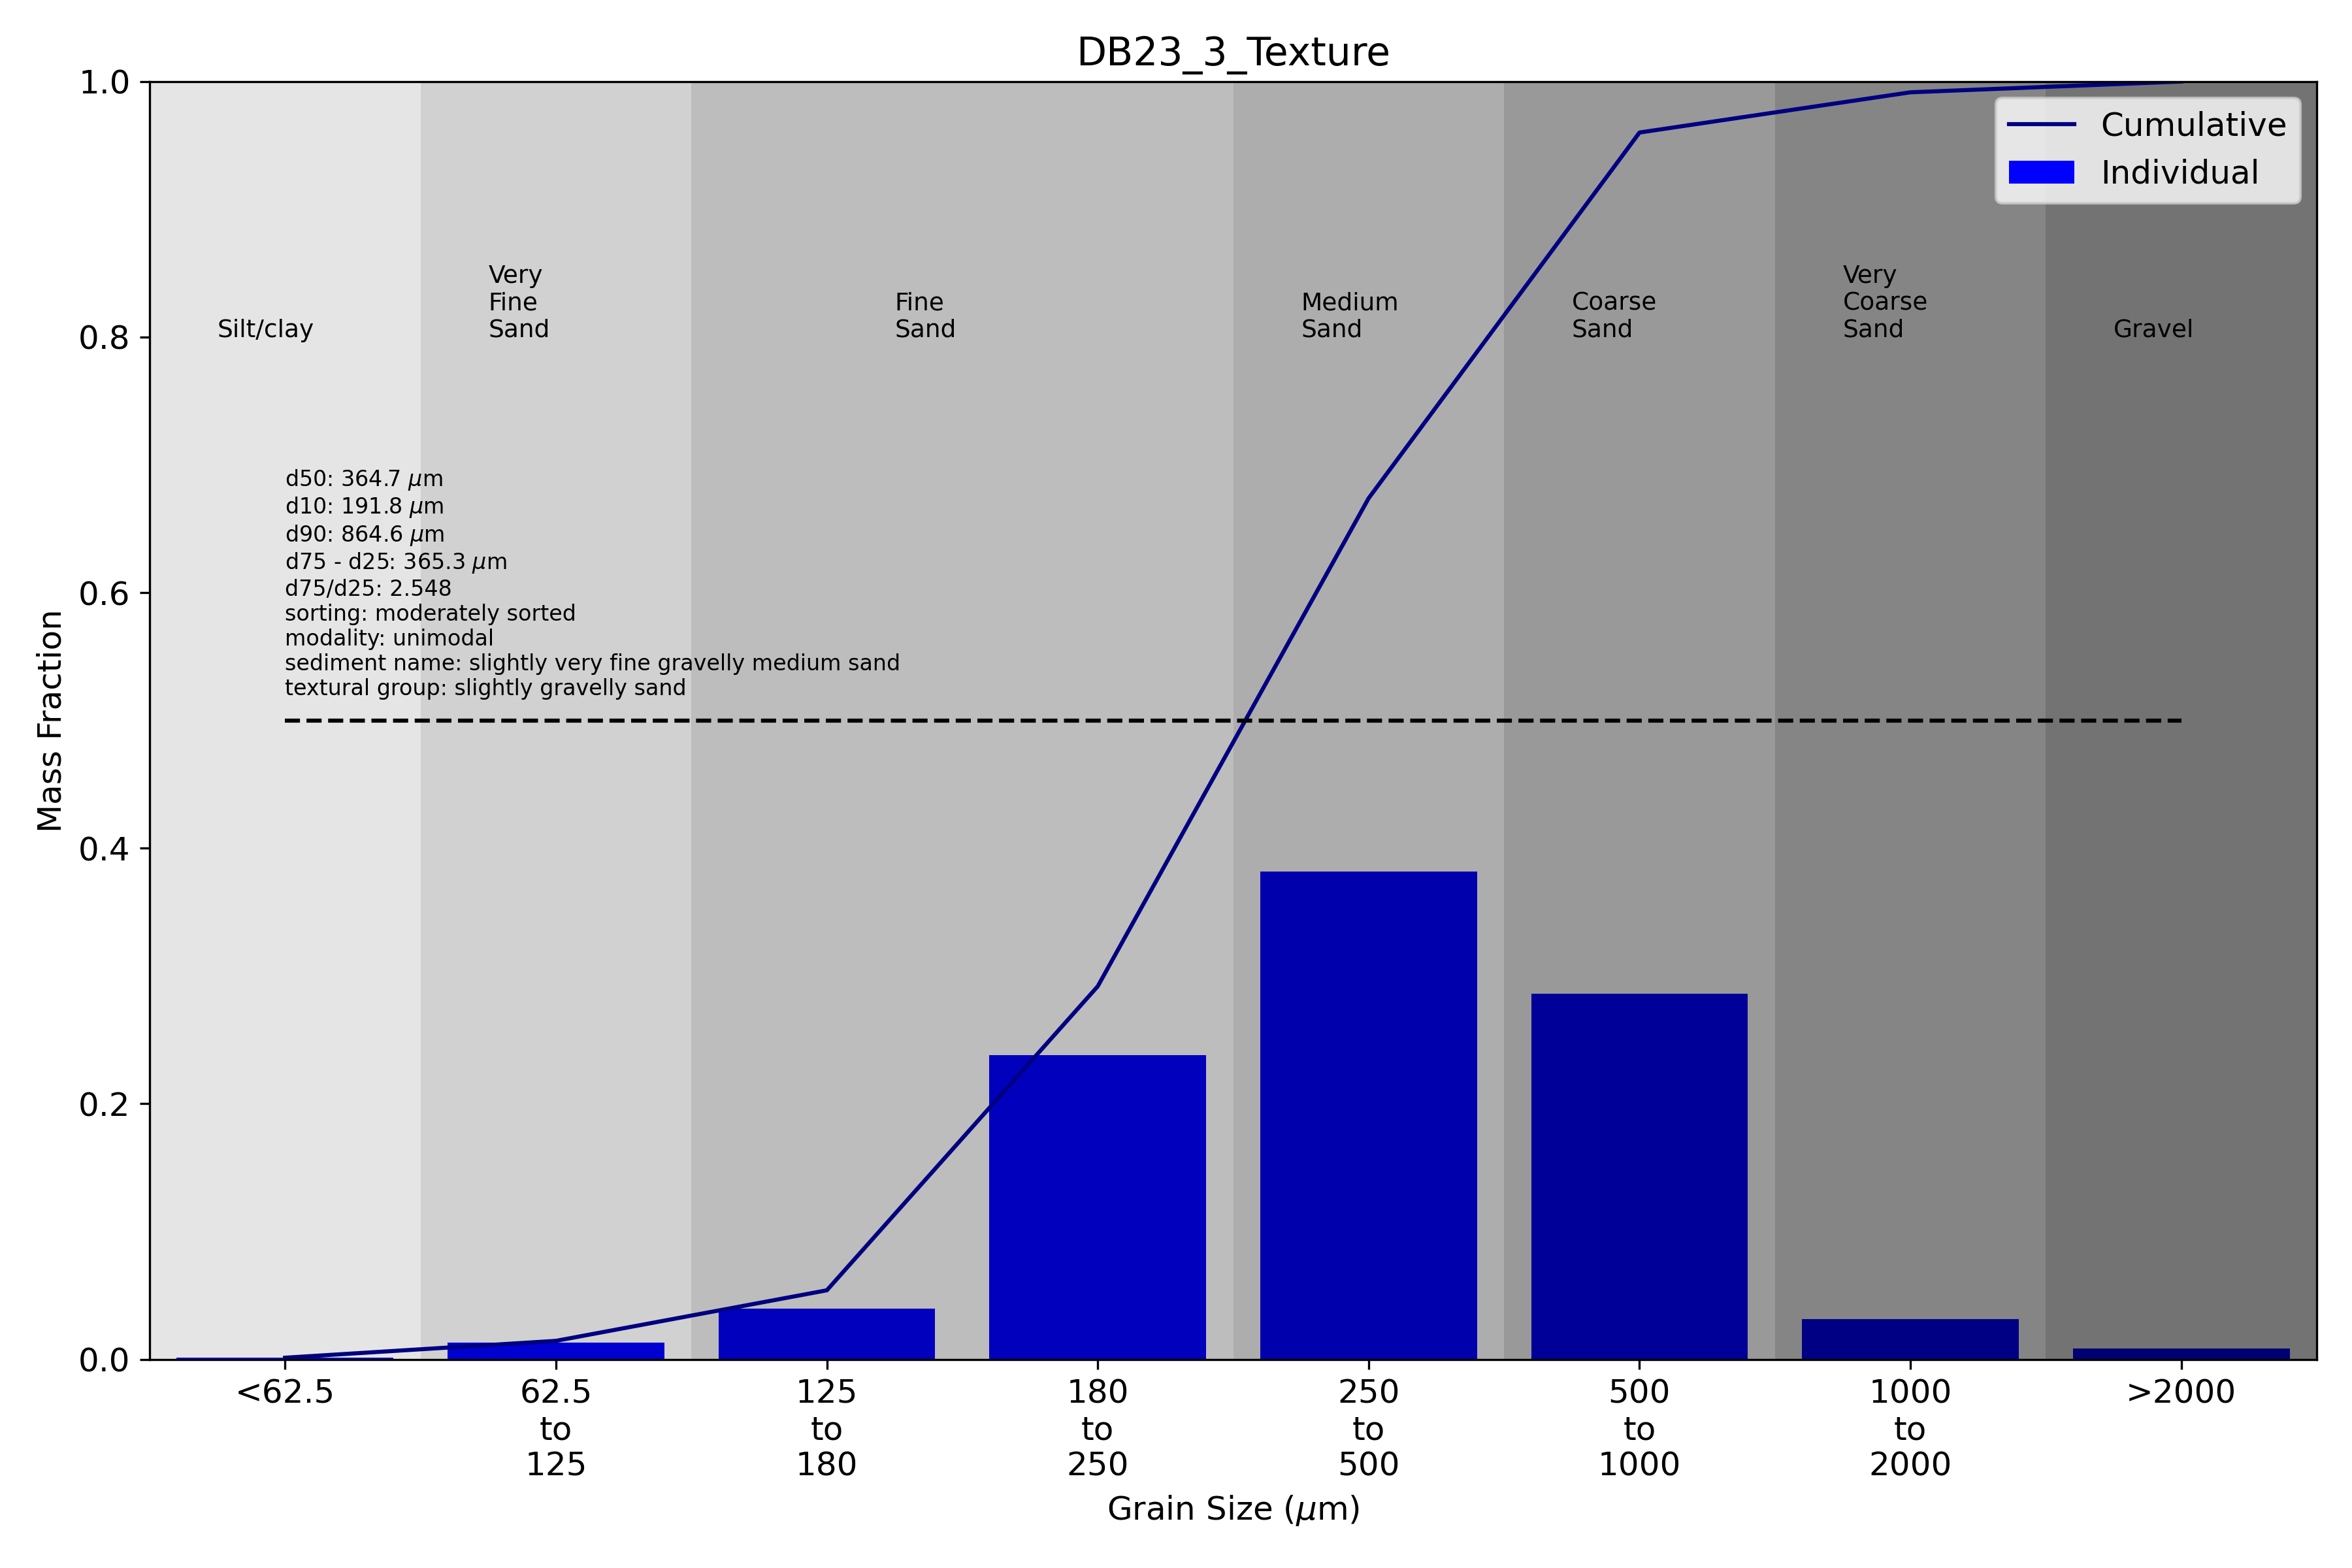 DB23_3_Texture
1.0
0.8
0.6
0.4
0.2
0.0
Mass Fraction
Cumulative
Individual
Silt/clay
Very
Fine
Sand
Fine
Sand
Medium
Sand
Coarse
Sand
Very
Coarse
Sand
Gravel
d50: 364.7 μm
d10: 191.8 μm
d90: 864.6 μm
d75 - d25: 365.3 μm
d75/d25: 2.548
sorting: moderately sorted
modality: unimodal
sediment name: slightly very fine gravelly medium sand
textural group: slightly gravelly sand
<62.5
62.5
to
125
125
to
180
180
to
250
250
to
500
500
to
1000
1000
to
2000
>2000
Grain Size (μm)